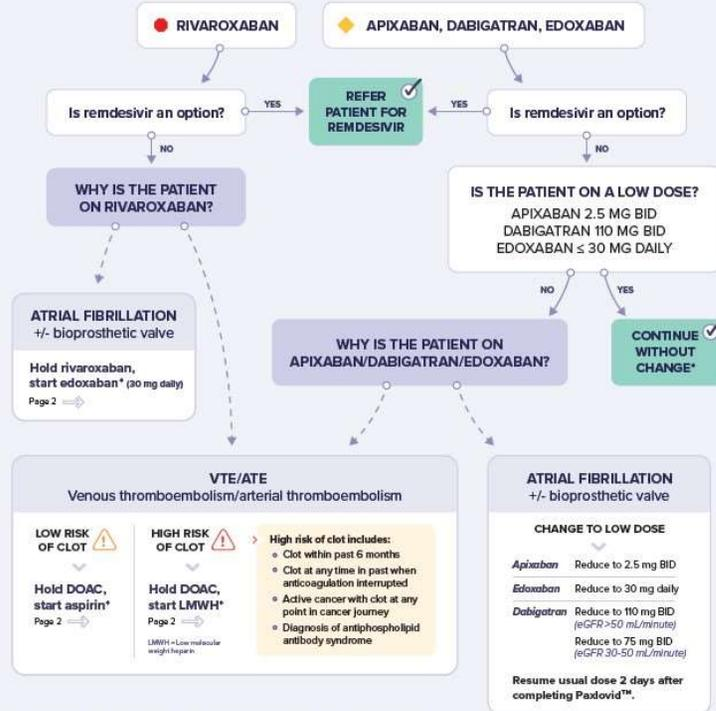 RIVAROXABAN
APIXABAN, DABIGATRAN, EDOXABAN
Is remdesivir an option?
YES
REFER
PATIENT FOR
REMDESIVIR
YES
Is remdesivir an option?
NO
NO
WHY IS THE PATIENT
ON RIVAROXABAN?
IS THE PATIENT ON A LOW DOSE?
APIXABAN 2.5 MG BID
DABIGATRAN 110 MG BID
EDOXABAN ≤ 30 MG DAILY
NO
YES
ATRIAL FIBRILLATION
+/- bioprosthetic valve
Hold rivaroxaban,
start edoxaban* (30 mg daily)
Page 2
WHY IS THE PATIENT ON
APIXABAN/DABIGATRAN/EDOXABAN?
CONTINUE
WITHOUT
CHANGE*
VTE/ATE
Venous thromboembolism/arterial thromboembolism
LOW RISK
OF CLOT
Hold DOAC,
start aspirin*
Page 2
HIGH RISK
OF CLOT
Hold DOAC,
start LMWH*
Page 2
LMWH = Low molecular
weight heparin
High risk of clot includes:
Clot within past 6 months
Clot at any time in past when
anticoagulation interrupted
Active cancer with clot at any
point in cancer journey
Diagnosis of antiphospholipid
antibody syndrome
ATRIAL FIBRILLATION
+/- bioprosthetic valve
CHANGE TO LOW DOSE
Apixaban Reduce to 2.5 mg BID
Edoxaban Reduce to 30 mg daily
Dabigatran Reduce to 110 mg BID
(eGFR>50 mL/minute)
Reduce to 75 mg BID
(eGFR 30-50 mL/minute)
Resume usual dose 2 days after
completing Paxlovid™.